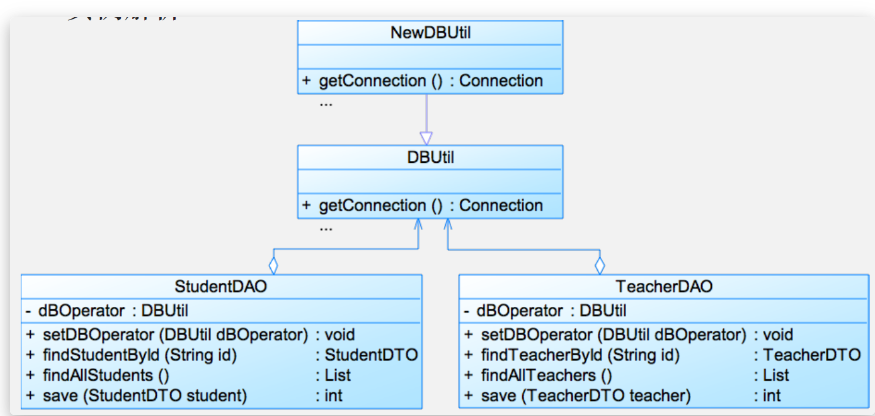 NewDBUtil
+ getConnection () : Connection
...
DBUtil
+ getConnection () : Connection
...
StudentDAO
- dBOperator : DBUtil
+ setDBOperator (DBUtil dBOperator) : void
+ findStudentById (String id) : StudentDTO
+ findAllStudents () : List
+ save (StudentDTO student) : int
TeacherDAO
- dBOperator : DBUtil
+ setDBOperator (DBUtil dBOperator) : void
+ findTeacherById (String id) : TeacherDTO
+ findAllTeachers () : List
+ save (TeacherDTO teacher) : int